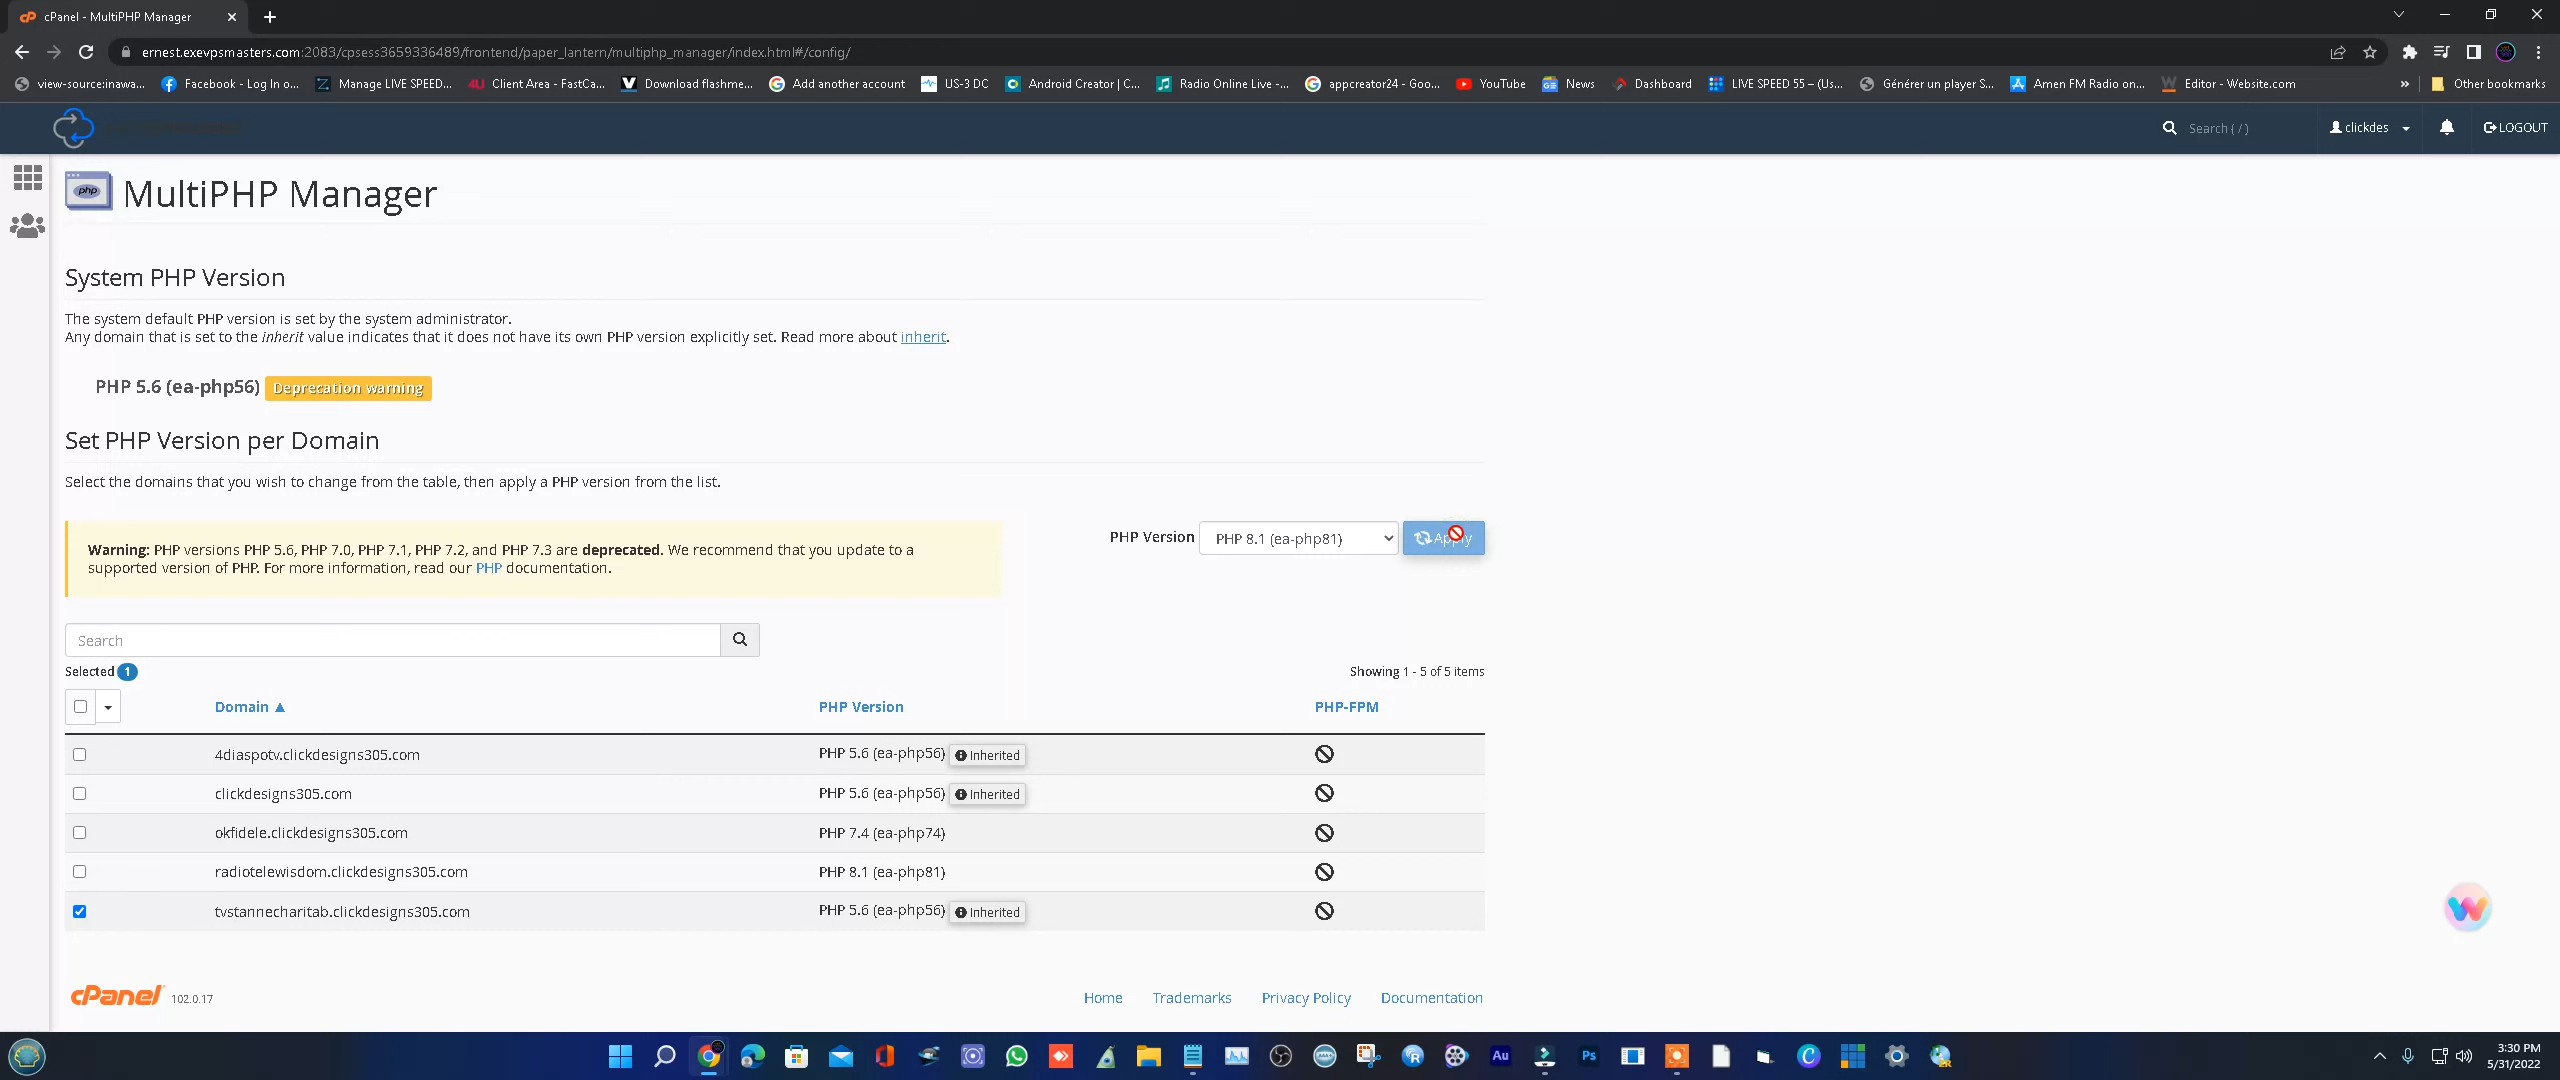 cPanel - MultiPHP Manager
ernest.exevpsmasters.com:2083/cpsess3659336489/frontend/paper_lantern/multiphp_manager/index.html#/config/
view-source:inawa...
Facebook - Log In o...
Manage LIVE SPEED...
Client Area - FastCa...
Download flashme...
Add another account
US-3 DC
Android Creator | C...
Radio Online Live -...
appcreator24 - Goo...
YouTube
News
Dashboard
LIVE SPEED 55 – (Us...
Générer un player S...
Amen FM Radio on...
Editor - Website.com
»
Other bookmarks
Search ( / )
clickdes
LOGOUT
php
MultiPHP Manager
System PHP Version
The system default PHP version is set by the system administrator.
Any domain that is set to the inherit value indicates that it does not have its own PHP version explicitly set. Read more about inherit.
PHP 5.6 (ea-php56) Deprecation warning
Set PHP Version per Domain
Select the domains that you wish to change from the table, then apply a PHP version from the list.
Warning: PHP versions PHP 5.6, PHP 7.0, PHP 7.1, PHP 7.2, and PHP 7.3 are deprecated. We recommend that you update to a
supported version of PHP. For more information, read our PHP documentation.
PHP Version PHP 8.1 (ea-php81) Apply
Search
Selected 1
Showing 1 - 5 of 5 items
Domain ▲ PHP Version PHP-FPM
4diaspotv.clickdesigns305.com PHP 5.6 (ea-php56) Inherited
clickdesigns305.com PHP 5.6 (ea-php56) Inherited
okfidele.clickdesigns305.com PHP 7.4 (ea-php74)
radiotelewisdom.clickdesigns305.com PHP 8.1 (ea-php81)
tvstannecharitab.clickdesigns305.com PHP 5.6 (ea-php56) Inherited
cPanel 102.0.17
Home Trademarks Privacy Policy Documentation
Au
Ps
3:30 PM
5/31/2022